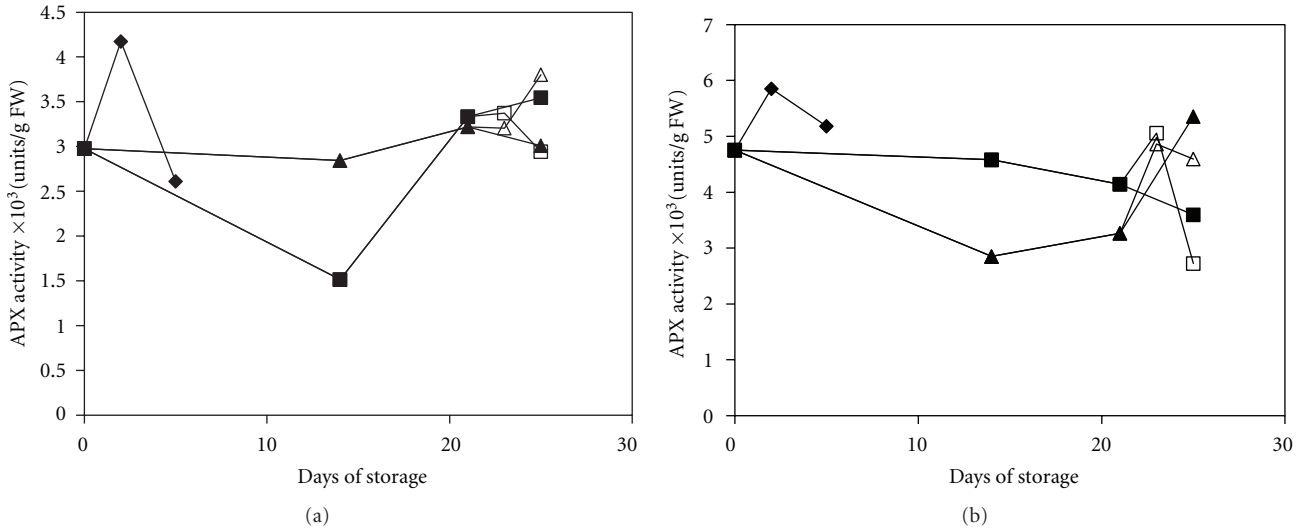 4.5
4
3.5
3
2.5
2
1.5
1
0.5
0
APX activity ×10³ (units/g FW)
0 10 20 30
Days of storage
(a)
7
6
5
4
3
2
1
0
APX activity ×10³ (units/g FW)
0 10 20 30
Days of storage
(b)